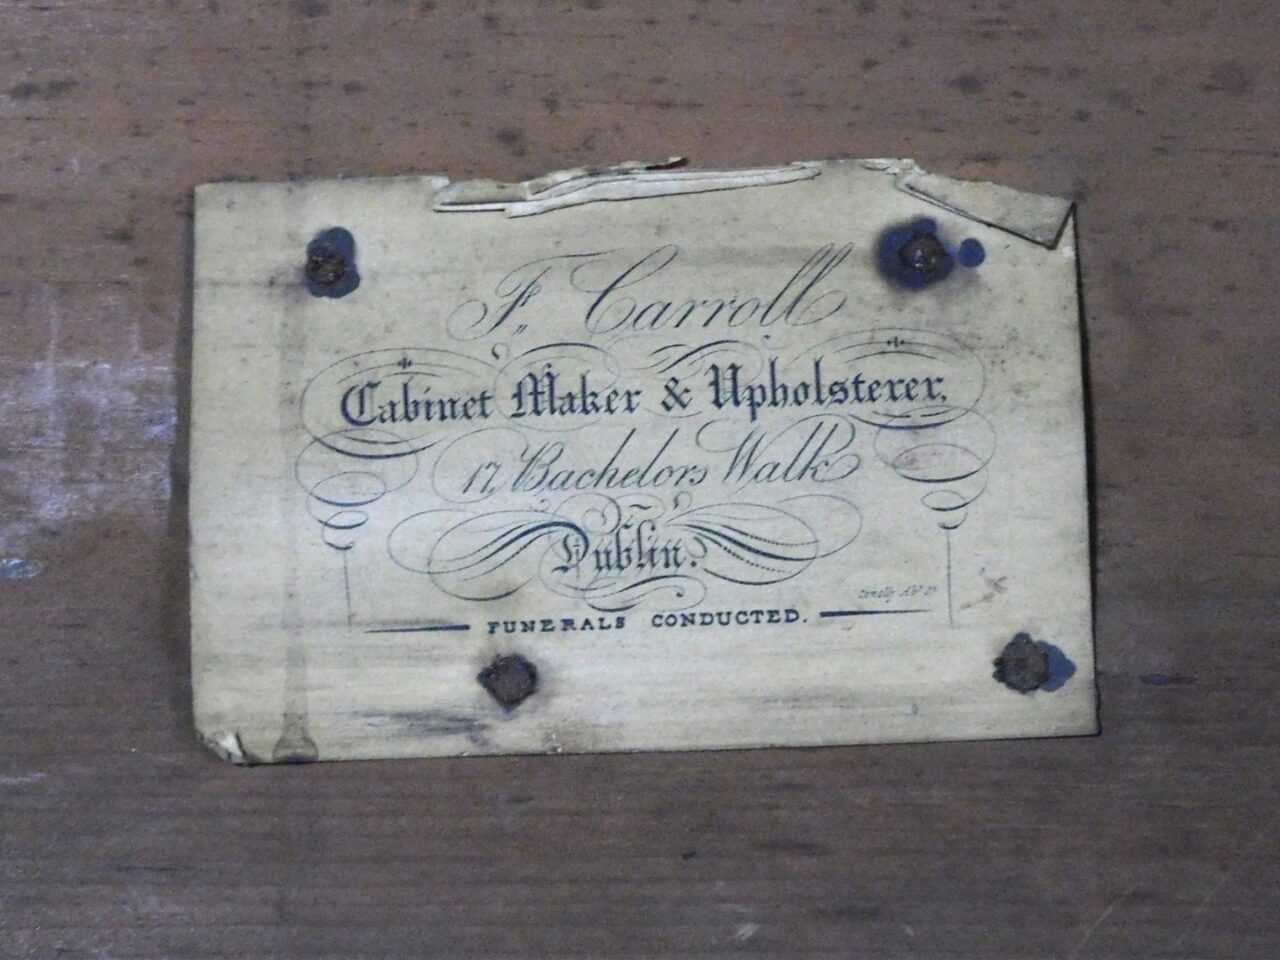 F,, Carroll
Cabinet Maker & Upholsterer,
17, Bachelors Walk
Dublin.
FUNERALS CONDUCTED.